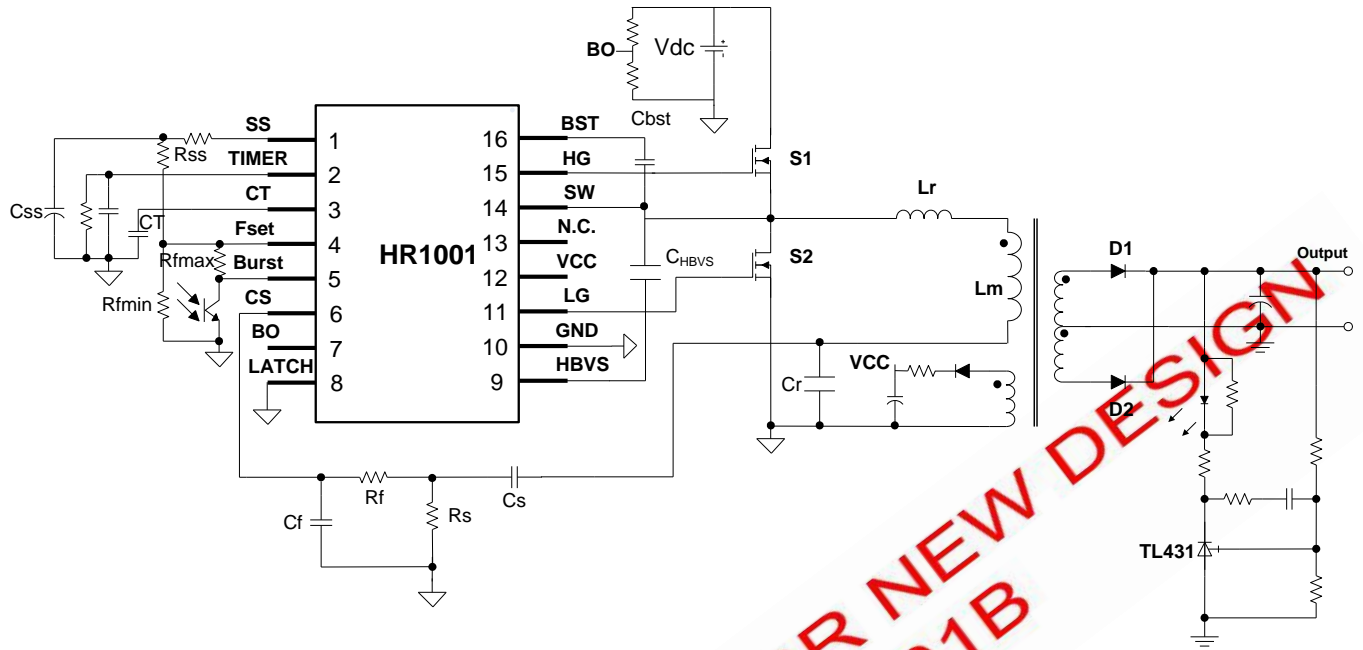 BO
Vdc
+
-
Cbst
SS
1
16
BST
Rss
TIMER
2
15
HG
S1
Css
CT
3
14
SW
Lr
CT
Fset
4
13
N.C.
HR1001
Rfmax
Burst
5
12
VCC
CHBVS
S2
Rfmin
CS
6
11
LG
Lm
D1
Output
BO
7
10
GND
LATCH
8
9
HBVS
Cr
VCC
D2
Rf
Cs
Cf
Rs
TL431
R NEW DESIGN
1B